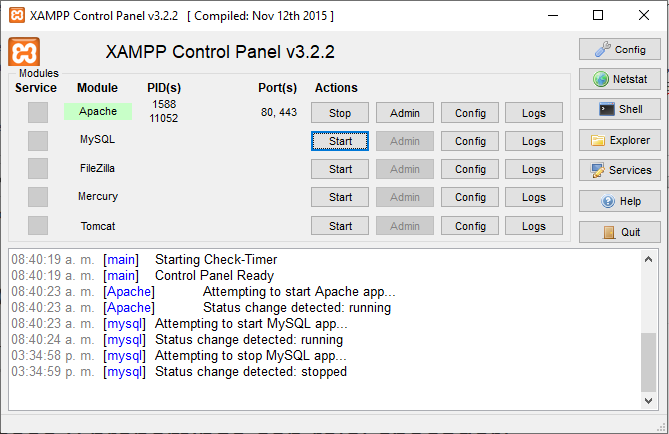 XAMPP Control Panel v3.2.2 [ Compiled: Nov 12th 2015 ]
XAMPP Control Panel v3.2.2
Config
Modules
Service Module PID(s) Port(s) Actions
Netstat
Apache 1588 11052 80, 443 Stop Admin Config Logs
Shell
MySQL Start Admin Config Logs
Explorer
FileZilla Start Admin Config Logs
Services
Mercury Start Admin Config Logs
Help
Tomcat Start Admin Config Logs
Quit
08:40:19 a. m. [main] Starting Check-Timer
08:40:19 a. m. [main] Control Panel Ready
08:40:23 a. m. [Apache] Attempting to start Apache app...
08:40:23 a. m. [Apache] Status change detected: running
08:40:23 a. m. [mysql] Attempting to start MySQL app...
08:40:24 a. m. [mysql] Status change detected: running
03:34:58 p. m. [mysql] Attempting to stop MySQL app...
03:34:59 p. m. [mysql] Status change detected: stopped